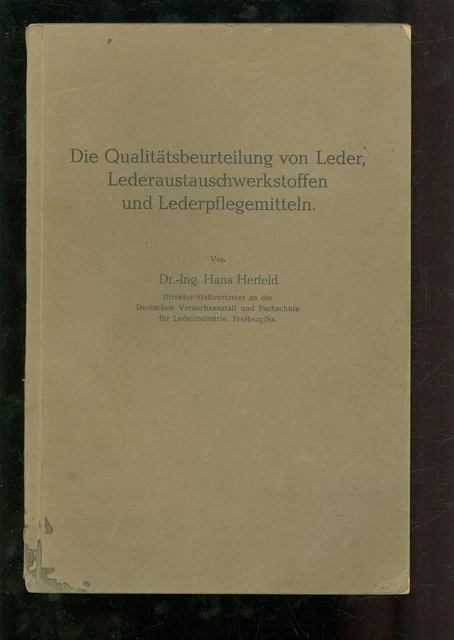 Die Qualitätsbeurteilung von Leder,
Lederaustauschwerkstoffen
und Lederpflegemitteln.
Von
Dr.-Ing. Hans Herfeld
Direktor-Stellvertreter an der
Deutschen Versuchsanstalt und Fachschule
für Lederindustrie, Freiberg/Sa.